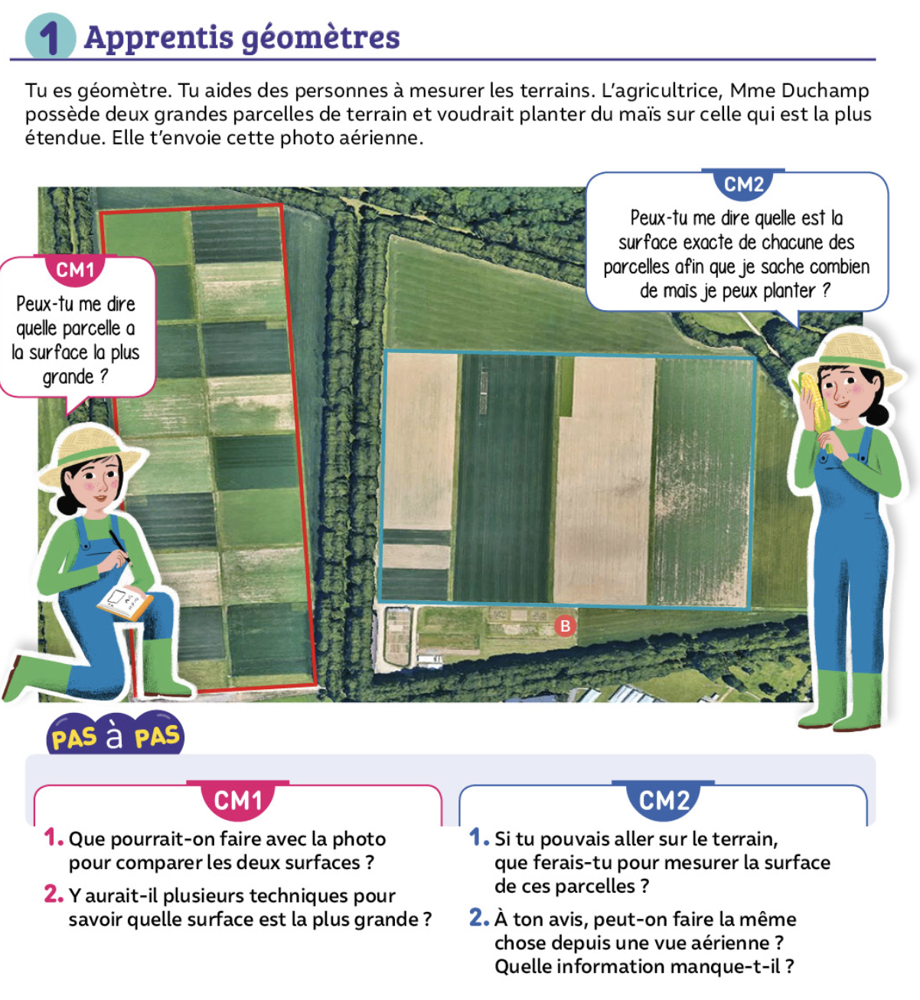 1 Apprentis géomètres
Tu es géomètre. Tu aides des personnes à mesurer les terrains. L'agricultrice, Mme Duchamp
possède deux grandes parcelles de terrain et voudrait planter du maïs sur celle qui est la plus
étendue. Elle t'envoie cette photo aérienne.
CM2
Peux-tu me dire quelle est la
surface exacte de chacune des
parcelles afin que je sache combien
de maïs je peux planter ?
CM1
Peux-tu me dire
quelle parcelle a
la surface la plus
grande ?
B
PAS à PAS
CM1
1. Que pourrait-on faire avec la photo
pour comparer les deux surfaces ?
2. Y aurait-il plusieurs techniques pour
savoir quelle surface est la plus grande ?
CM2
1. Si tu pouvais aller sur le terrain,
que ferais-tu pour mesurer la surface
de ces parcelles ?
2. À ton avis, peut-on faire la même
chose depuis une vue aérienne ?
Quelle information manque-t-il ?